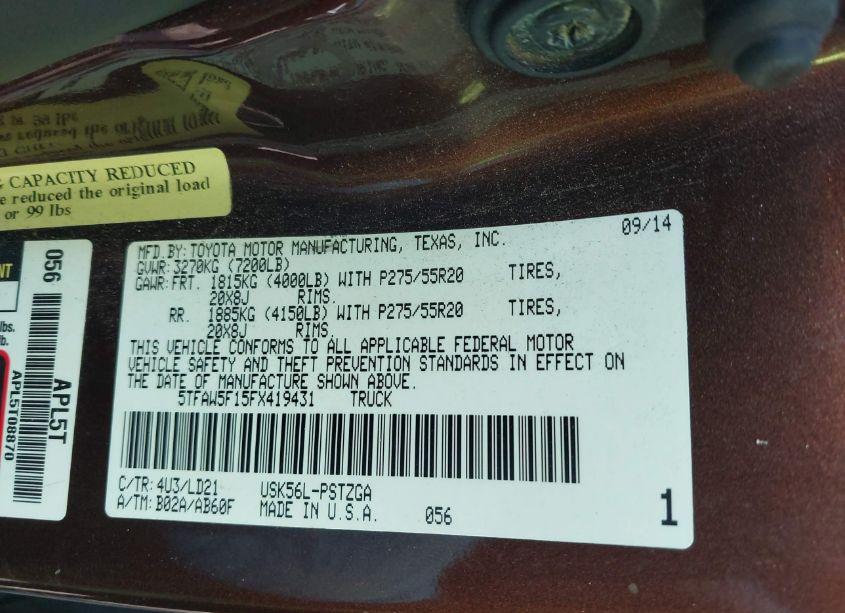 G CAPACITY REDUCED
e reduced the original load
or 99 lbs
NT
lbs.
lb.
056
APL5T
APL5T08870
09/14
MFD.BY: TOYOTA MOTOR MANUFACTURING, TEXAS, INC.
GVWR: 3270KG (7200LB)
GAWR: FRT. 1815KG (4000LB) WITH P275/55R20 TIRES,
20X8J RIMS.
RR. 1885KG (4150LB) WITH P275/55R20 TIRES,
20X8J RIMS.
THIS VEHICLE CONFORMS TO ALL APPLICABLE FEDERAL MOTOR
VEHICLE SAFETY AND THEFT PREVENTION STANDARDS IN EFFECT ON
THE DATE OF MANUFACTURE SHOWN ABOVE.
5TFAW5F15FX419431 TRUCK
C/TR: 4U3/LD21 USK56L-PSTZGA
A/TM: B02A/AB60F MADE IN U.S.A. 056
1